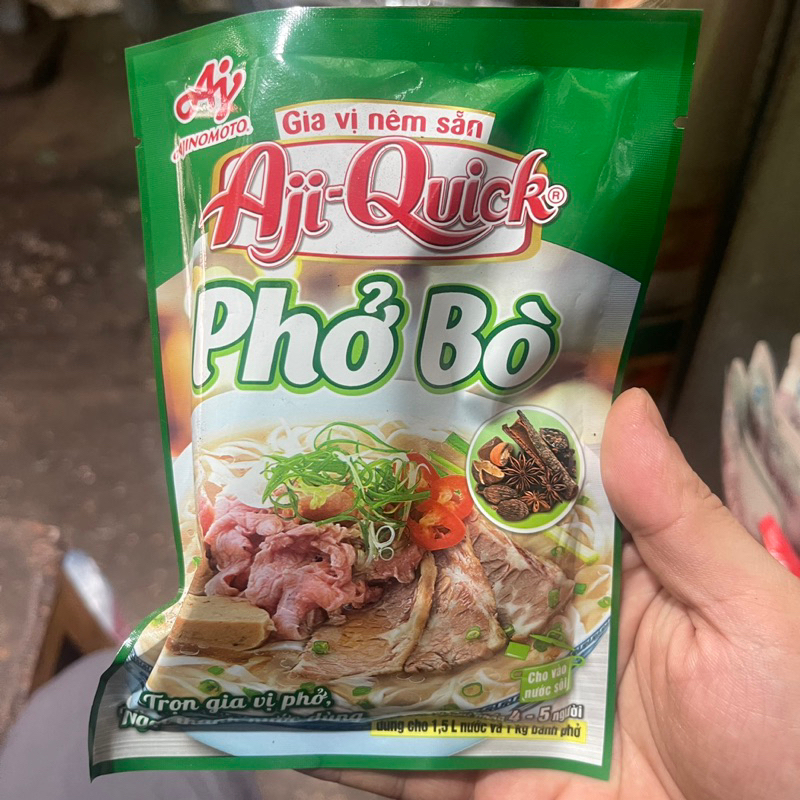 AJINOMOTO®
Gia vị nêm sẵn
Aji-Quick®
Phở Bò
Cho vào
nước sôi
Trọn gia vị phở,
4 - 5 người
dùng cho 1,5 L nước và 1 kg bánh phở